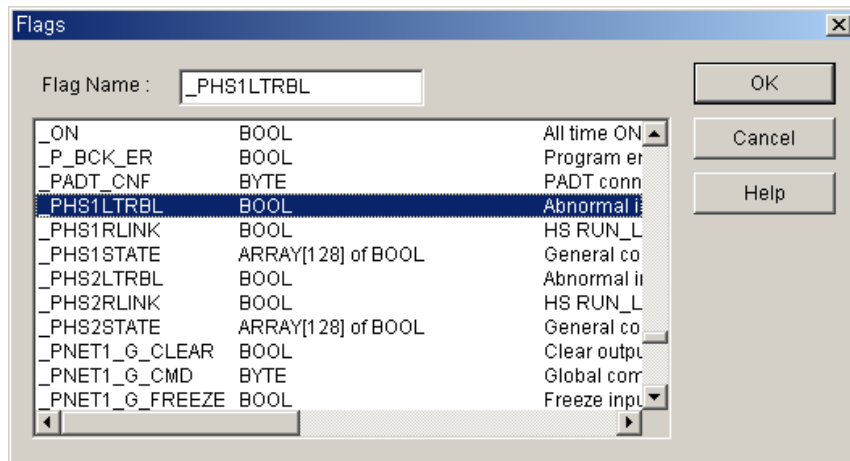 Flags
Flag Name : _PHS1LTRBL
OK
Cancel
Help
_ON BOOL All time ON
_P_BCK_ER BOOL Program er
_PADT_CNF BYTE PADT conn
_PHS1LTRBL BOOL Abnormal i
_PHS1RLINK BOOL HS RUN_L
_PHS1STATE ARRAY[128] of BOOL General co
_PHS2LTRBL BOOL Abnormal i
_PHS2RLINK BOOL HS RUN_L
_PHS2STATE ARRAY[128] of BOOL General co
_PNET1_G_CLEAR BOOL Clear outpu
_PNET1_G_CMD BYTE Global com
_PNET1_G_FREEZE BOOL Freeze inpu